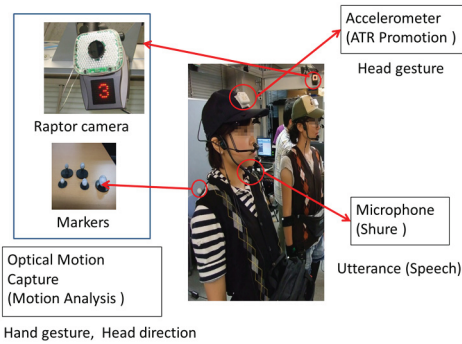 Accelerometer
(ATR Promotion )
Head gesture
3
Raptor camera
Markers
Microphone
(Shure )
Utterance (Speech)
Optical Motion
Capture
(Motion Analysis )
Hand gesture, Head direction